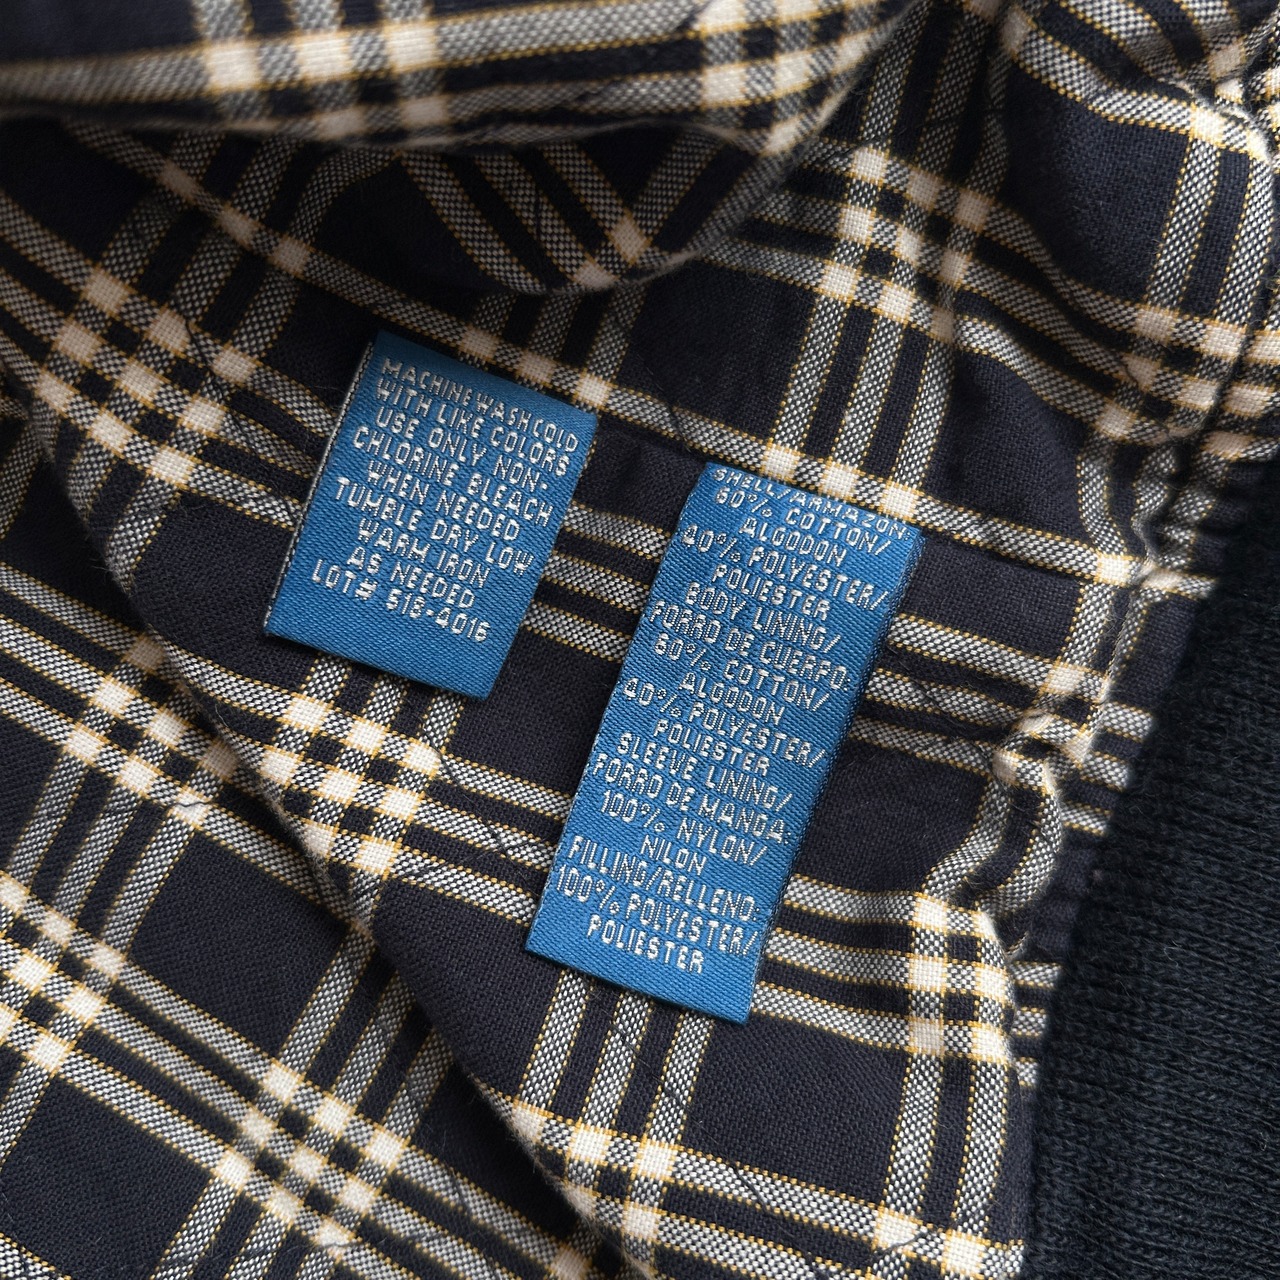 MACHINE WASH COLD
WITH LIKE COLORS
USE ONLY NON-
CHLORINE BLEACH
WHEN NEEDED
TUMBLE DRY LOW
WARM IRON
AS NEEDED
LOT# 515-4016
SHELL/ARMAZON:
60% COTTON/
ALGODON
40% POLYESTER/
POLIESTER
BODY LINING/
FORRO DE CUERPO:
60% COTTON/
ALGODON
40% POLYESTER/
POLIESTER
SLEEVE LINING/
FORRO DE MANGA:
100% NYLON/
NILON
FILLING/RELLENO:
100% POLYESTER/
POLIESTER